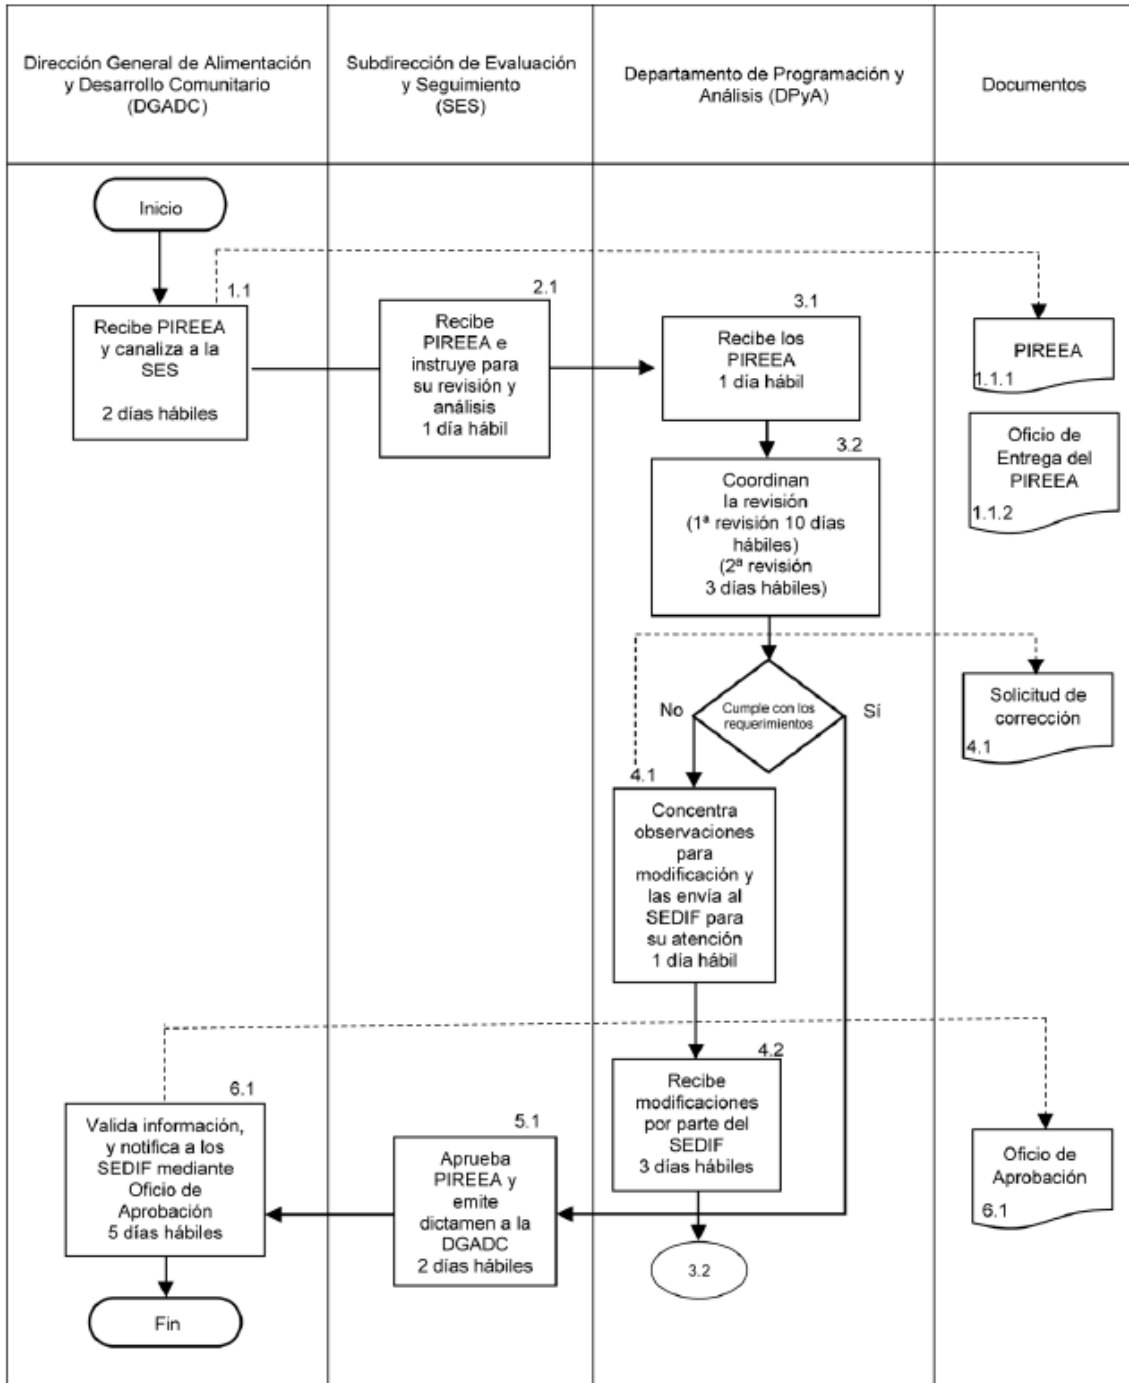 Dirección General de Alimentación
y Desarrollo Comunitario
(DGADC)
Subdirección de Evaluación
y Seguimiento
(SES)
Departamento de Programación y
Análisis (DPyA)
Documentos
Inicio
1.1
Recibe PIREEA
y canaliza a la
SES
2 días hábiles
2.1
Recibe
PIREEA e
instruye para
su revisión y
análisis
1 día hábil
3.1
Recibe los
PIREEA
1 día hábil
PIREEA
1.1.1
Oficio de
Entrega del
PIREEA
1.1.2
3.2
Coordinan
la revisión
(1ª revisión 10 días
hábiles)
(2ª revisión
3 días hábiles)
No
Cumple con los
requerimientos
Sí
Solicitud de
corrección
4.1
4.1
Concentra
observaciones
para
modificación y
las envía al
SEDIF para
su atención
1 día hábil
4.2
Recibe
modificaciones
por parte del
SEDIF
3 días hábiles
3.2
5.1
Aprueba
PIREEA y
emite
dictamen a la
DGADC
2 días hábiles
6.1
Valida información,
y notifica a los
SEDIF mediante
Oficio de
Aprobación
5 días hábiles
Oficio de
Aprobación
6.1
Fin